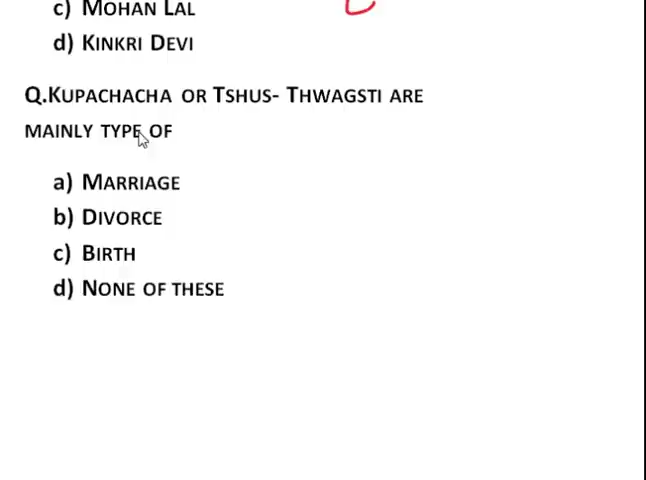 c) MOHAN LAL
d) KINKRI DEVI
Q.KUPACHACHA OR TSHUS- THWAGSTI ARE
MAINLY TYPE OF
a) MARRIAGE
b) DIVORCE
c) BIRTH
d) NONE OF THESE